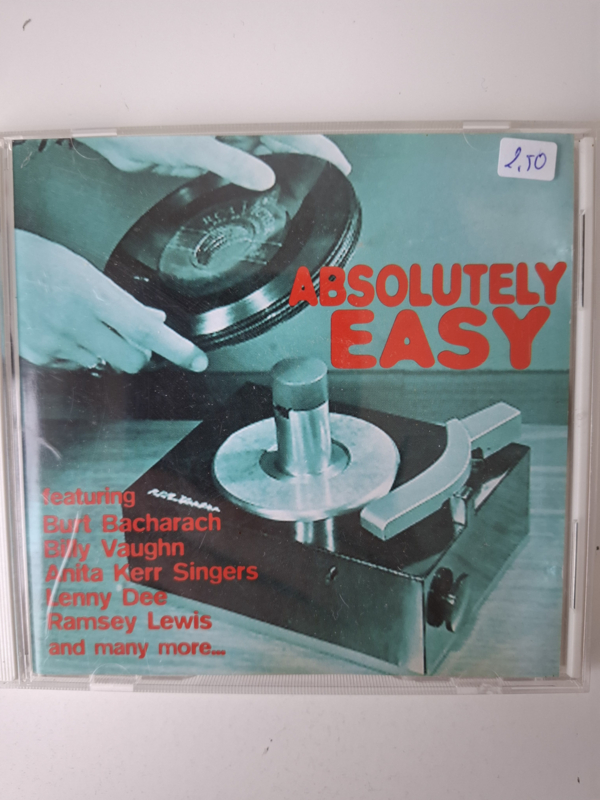 2,50
ABSOLUTELY
EASY
featuring
Burt Bacharach
Billy Vaughn
Anita Kerr Singers
Lenny Dee
Ramsey Lewis
and many more...